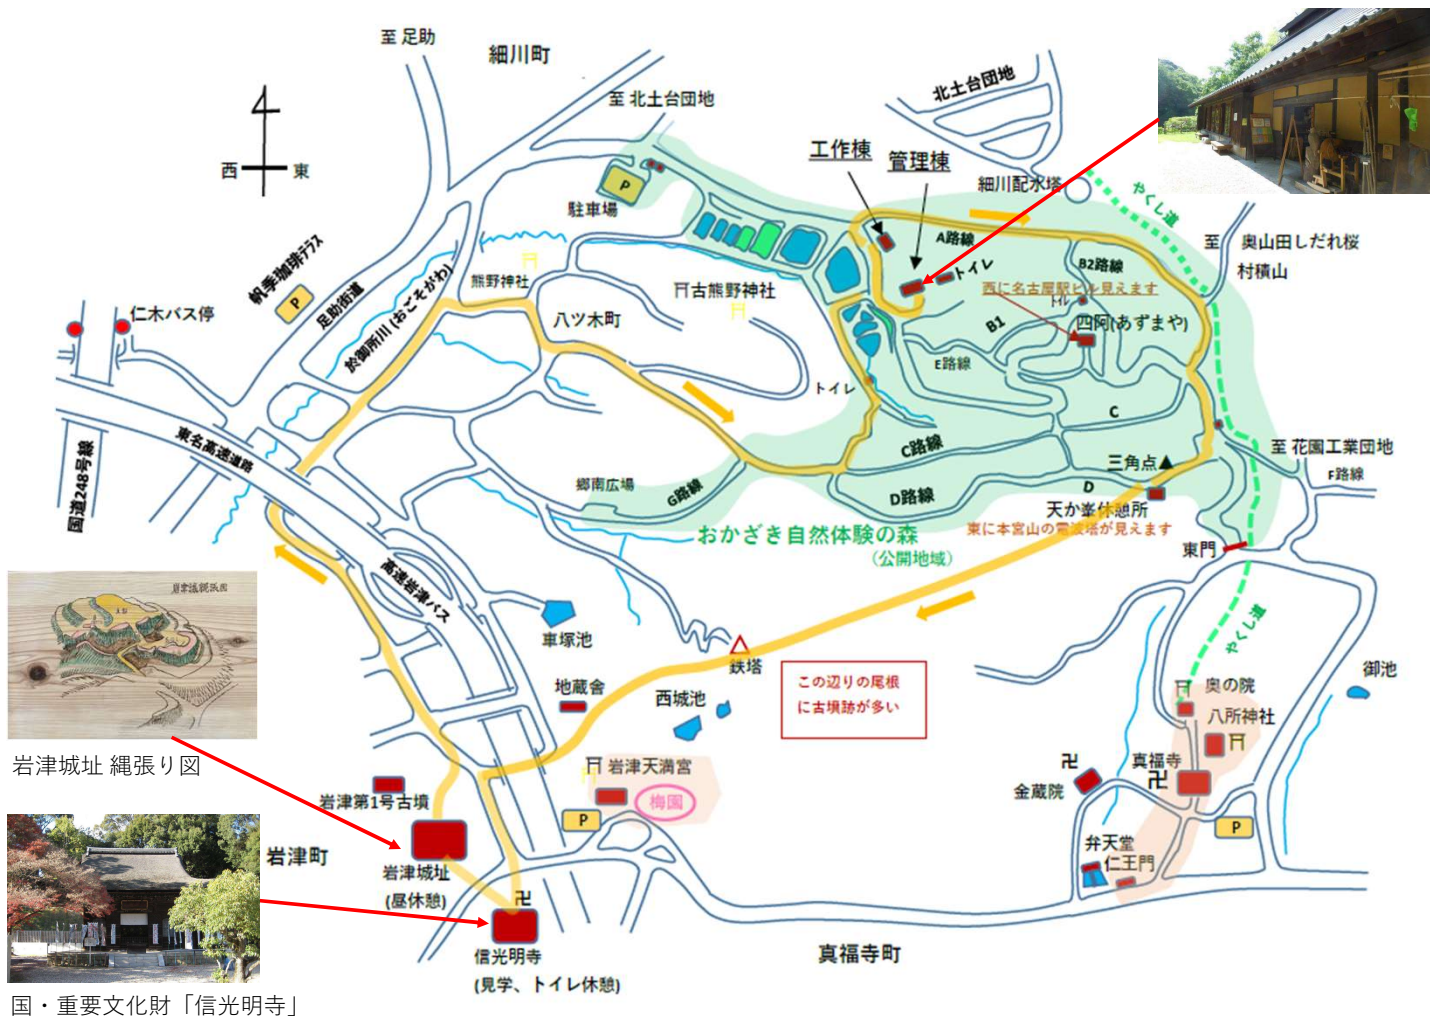 至 足助
細川町
至 北土台団地
北土台団地
西
東
工作棟
管理棟
細川配水塔
やくし道
P
駐車場
A路線
至 奥山田しだれ桜
村積山
B2路線
トイレ
西に名古屋駅ビル見えます
トイレ
四阿(あずまや)
B1
E路線
帆季珈琲テラス
P
足助街道
於御所川 (おごそがわ)
熊野神社
古熊野神社
八ツ木町
仁木バス停
トイレ
C
C路線
至 花園工業団地
F路線
三角点▲
D
D路線
天か峯休憩所
東に本宮山の電波塔が見えます
東名高速道路
国道248号線
郷南広場
G路線
おかざき自然体験の森
(公開地域)
東門
高速岩津バス
岩津城縄張図
車塚池
鉄塔
この辺りの尾根
に古墳跡が多い
やくし道
御池
地蔵舎
西城池
奥の院
八所神社
岩津城址 縄張り図
岩津天満宮
梅園
真福寺
卍
卍
金蔵院
岩津第1号古墳
P
P
岩津町
岩津城址
(昼休憩)
弁天堂
仁王門
卍
信光明寺
(見学、トイレ休憩)
真福寺町
国・重要文化財「信光明寺」